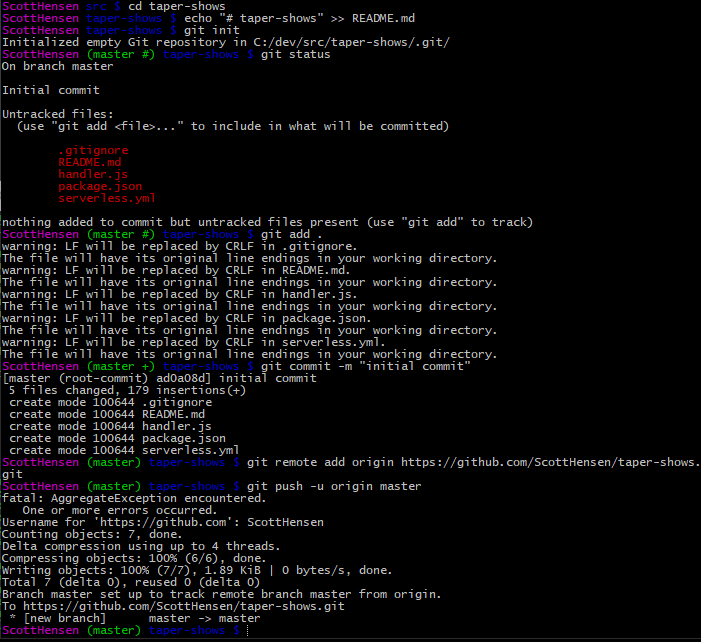 ScottHensen src $ cd taper-shows
ScottHensen taper-shows $ echo "# taper-shows" >> README.md
ScottHensen taper-shows $ git init
Initialized empty Git repository in C:/dev/src/taper-shows/.git/
ScottHensen (master #) taper-shows $ git status
On branch master
Initial commit
Untracked files:
(use "git add <file>..." to include in what will be committed)
.gitignore
README.md
handler.js
package.json
serverless.yml
nothing added to commit but untracked files present (use "git add" to track)
ScottHensen (master #) taper-shows $ git add .
warning: LF will be replaced by CRLF in .gitignore.
The file will have its original line endings in your working directory.
warning: LF will be replaced by CRLF in README.md.
The file will have its original line endings in your working directory.
warning: LF will be replaced by CRLF in handler.js.
The file will have its original line endings in your working directory.
warning: LF will be replaced by CRLF in package.json.
The file will have its original line endings in your working directory.
warning: LF will be replaced by CRLF in serverless.yml.
The file will have its original line endings in your working directory.
ScottHensen (master +) taper-shows $ git commit -m "initial commit"
[master (root-commit) ad0a08d] initial commit
5 files changed, 179 insertions(+)
create mode 100644 .gitignore
create mode 100644 README.md
create mode 100644 handler.js
create mode 100644 package.json
create mode 100644 serverless.yml
ScottHensen (master) taper-shows $ git remote add origin https://github.com/ScottHensen/taper-shows.
git
ScottHensen (master) taper-shows $ git push -u origin master
fatal: AggregateException encountered.
One or more errors occurred.
Username for 'https://github.com': ScottHensen
Counting objects: 7, done.
Delta compression using up to 4 threads.
Compressing objects: 100% (6/6), done.
Writing objects: 100% (7/7), 1.89 KiB | 0 bytes/s, done.
Total 7 (delta 0), reused 0 (delta 0)
Branch master set up to track remote branch master from origin.
To https://github.com/ScottHensen/taper-shows.git
* [new branch] master -> master
ScottHensen (master) taper-shows $